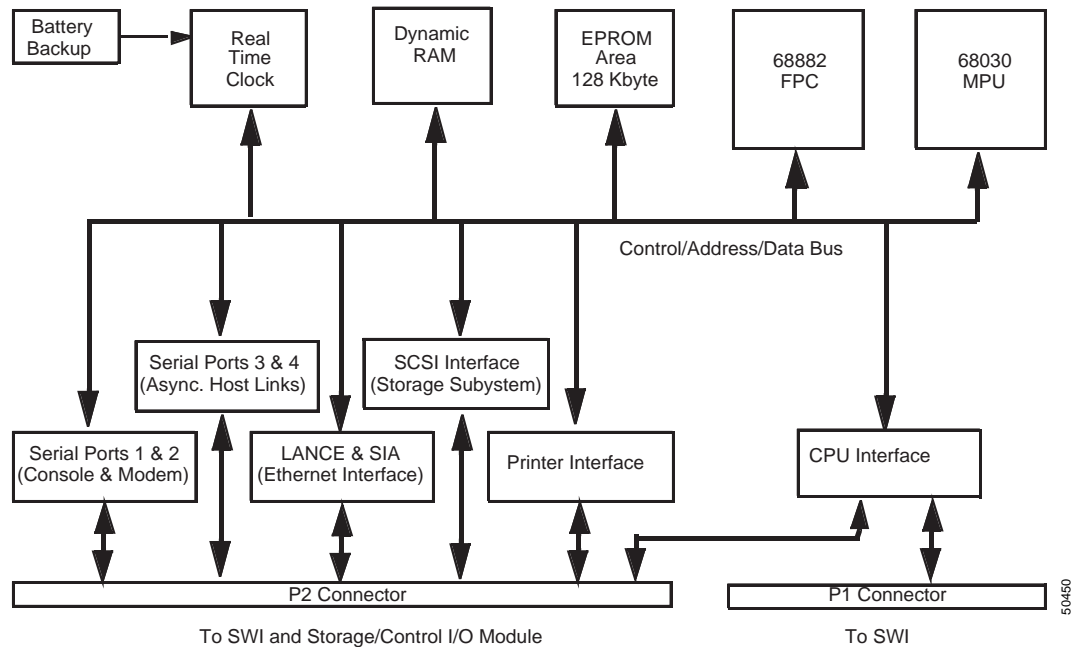 Battery
Backup
Real
Time
Clock
Dynamic
RAM
EPROM
Area
128 Kbyte
68882
FPC
68030
MPU
Control/Address/Data Bus
Serial Ports 3 & 4
(Async. Host Links)
SCSI Interface
(Storage Subystem)
Serial Ports 1 & 2
(Console & Modem)
LANCE & SIA
(Ethernet Interface)
Printer Interface
CPU Interface
P2 Connector
P1 Connector
To SWI and Storage/Control I/O Module
To SWI
50450